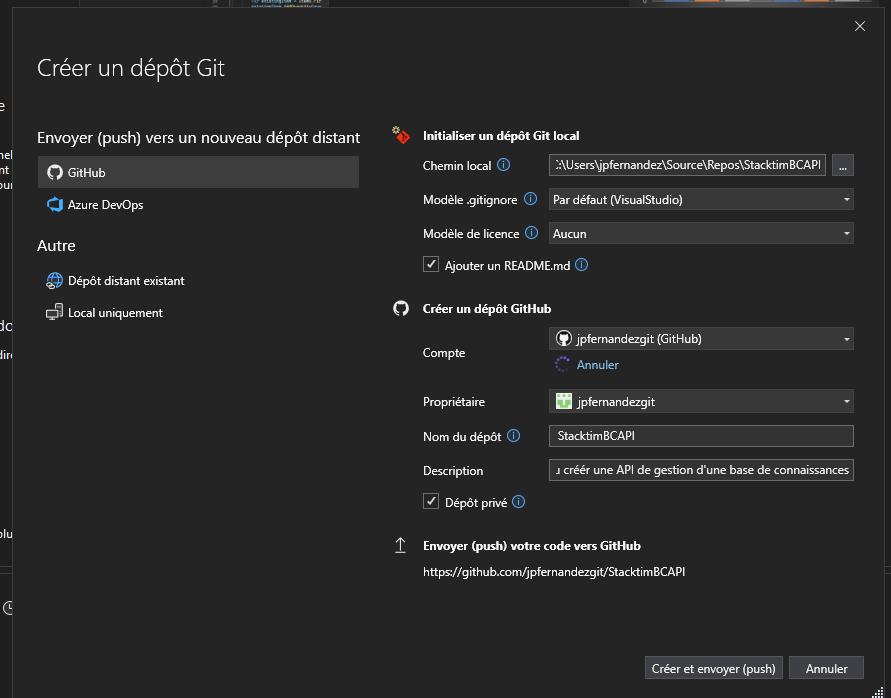 Créer un dépôt Git
Envoyer (push) vers un nouveau dépôt distant
GitHub
Azure DevOps
Autre
Dépôt distant existant
Local uniquement
Initialiser un dépôt Git local
Chemin local
:\Users\jpfernandez\Source\Repos\StacktimBCAPI
...
Modèle .gitignore
Par défaut (VisualStudio)
Modèle de licence
Aucun
Ajouter un README.md
Créer un dépôt GitHub
Compte
jpfernandezgit (GitHub)
Annuler
Propriétaire
jpfernandezgit
Nom du dépôt
StacktimBCAPI
Description
créér une API de gestion d'une base de connaissances
Dépôt privé
Envoyer (push) votre code vers GitHub
https://github.com/jpfernandezgit/StacktimBCAPI
Créer et envoyer (push)
Annuler